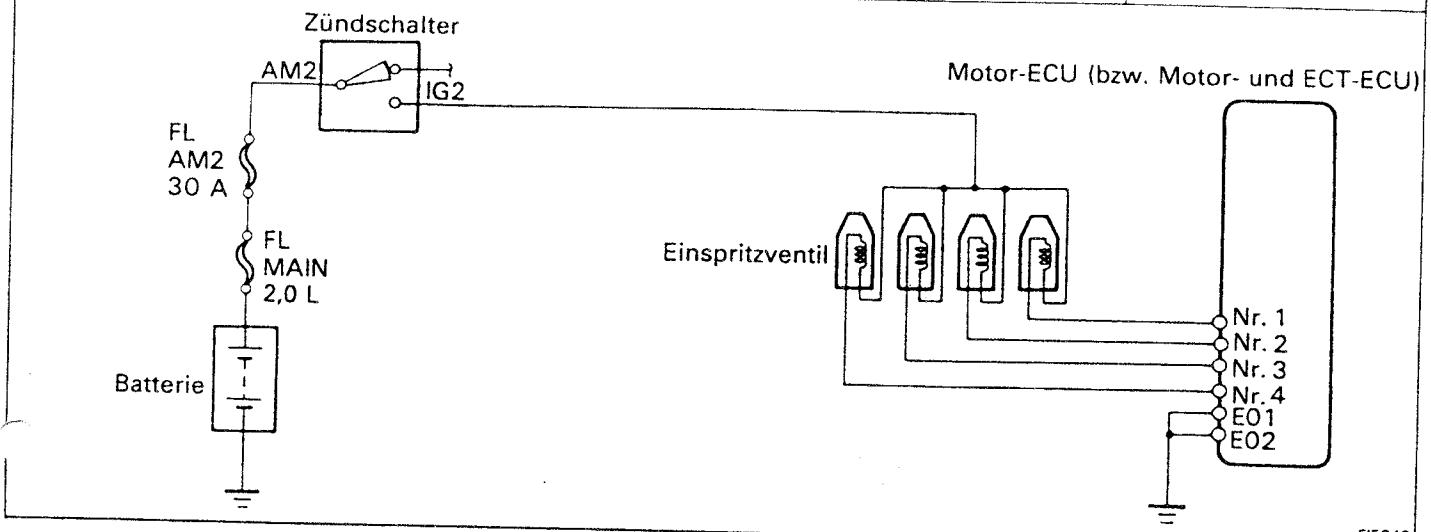 Zündschalter
AM2
IG2
Motor-ECU (bzw. Motor- und ECT-ECU)
FL
AM2
30 A
FL
MAIN
2,0 L
Einspritzventil
Batterie
Nr. 1
Nr. 2
Nr. 3
Nr. 4
E01
E02